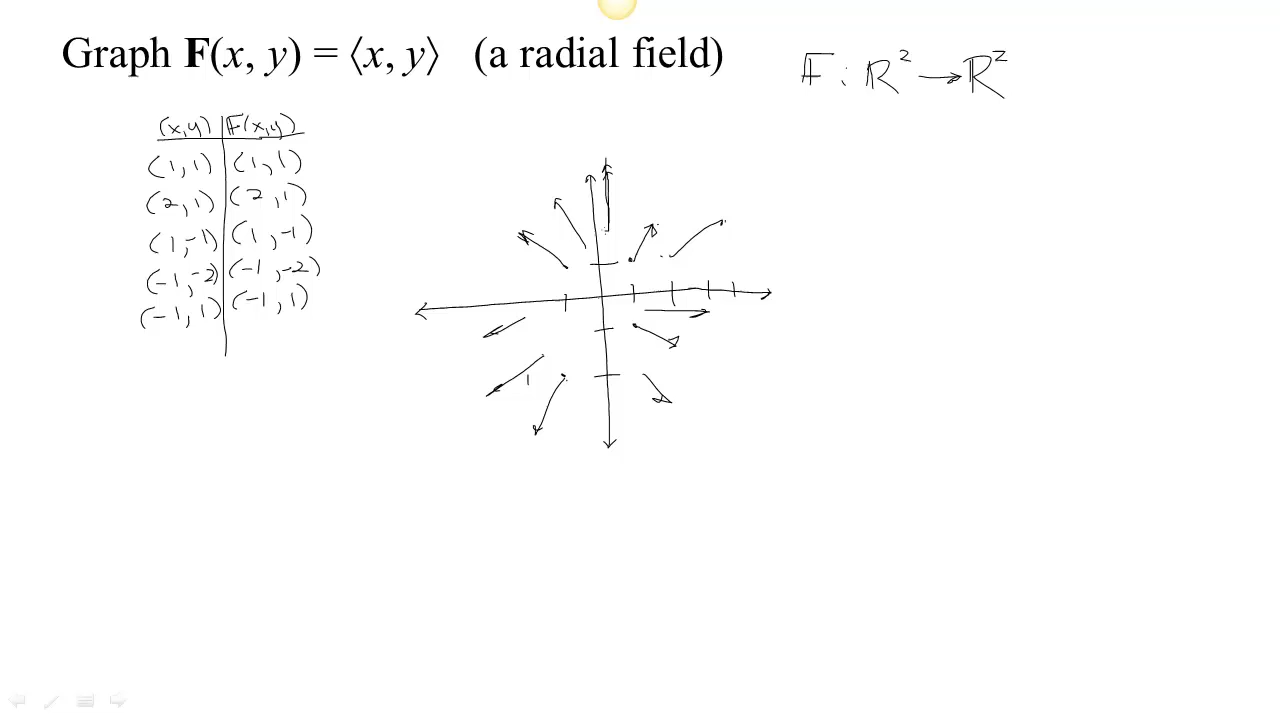 Graph F(x, y) = ⟨x, y⟩ (a radial field)
F : ℝ² → ℝ²
(x,y) | F(x,y)
(1,1) | (1,1)
(2,1) | (2,1)
(1,-1) | (1,-1)
(-1,-2) | (-1,-2)
(-1,1) | (-1,1)